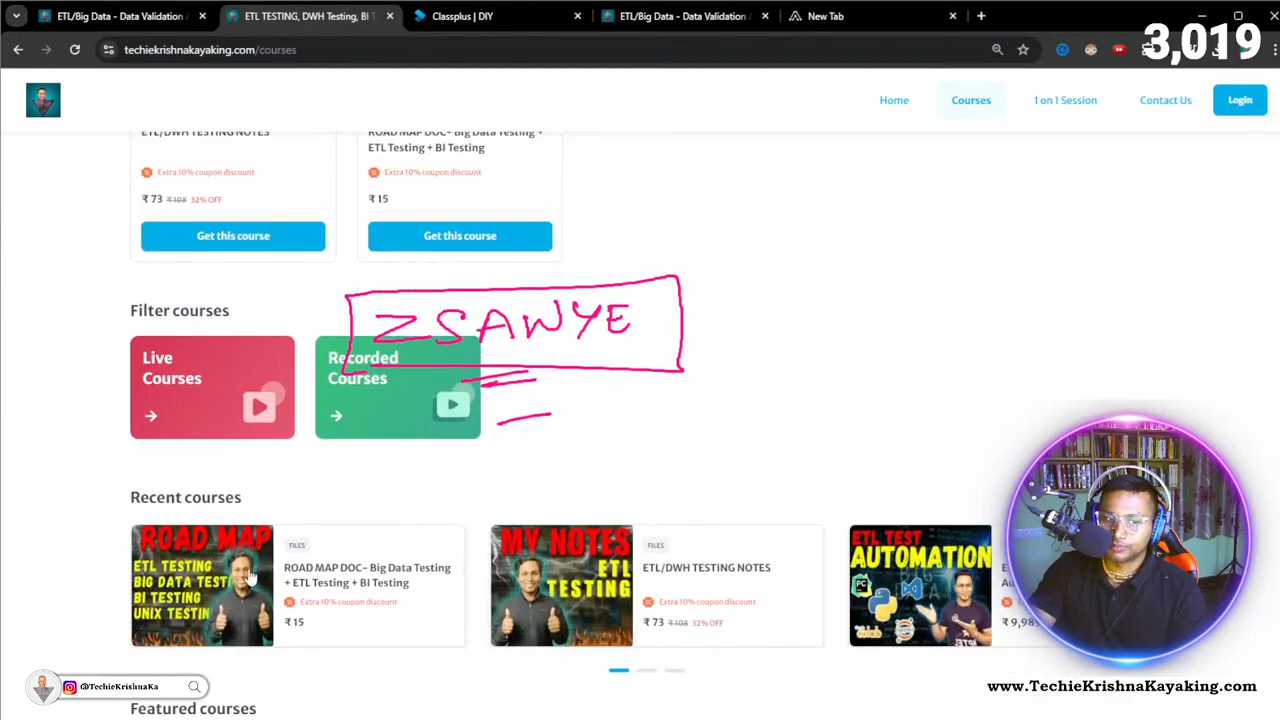 ETL/Big Data - Data Validation
ETL TESTING, DWH Testing, BI T
Classplus | DIY
ETL/Big Data - Data Validation
New Tab
techiekrishnakayaking.com/courses
3,019
Home
Courses
1 on 1 Session
Contact Us
Login
ETL/DWH TESTING NOTES
Extra 10% coupon discount
₹ 73 ₹108 32% OFF
Get this course
ROAD MAP DOC- Big Data Testing +
ETL Testing + BI Testing
Extra 10% coupon discount
₹ 15
Get this course
Filter courses
ZSAWYE
Live
Courses
Recorded
Courses
Recent courses
ROAD MAP
ETL TESTING
BIG DATA TESTI
BI TESTING
UNIX TESTIN
FILES
ROAD MAP DOC- Big Data Testing
+ ETL Testing + BI Testing
Extra 10% coupon discount
₹ 15
MY NOTES
ETL
TESTING
FILES
ETL/DWH TESTING NOTES
Extra 10% coupon discount
₹ 73 ₹108 32% OFF
ETL TEST
AUTOMATION
PC
₹ 9,989
@TechieKrishnaKa
www.TechieKrishnaKayaking.com
Featured courses